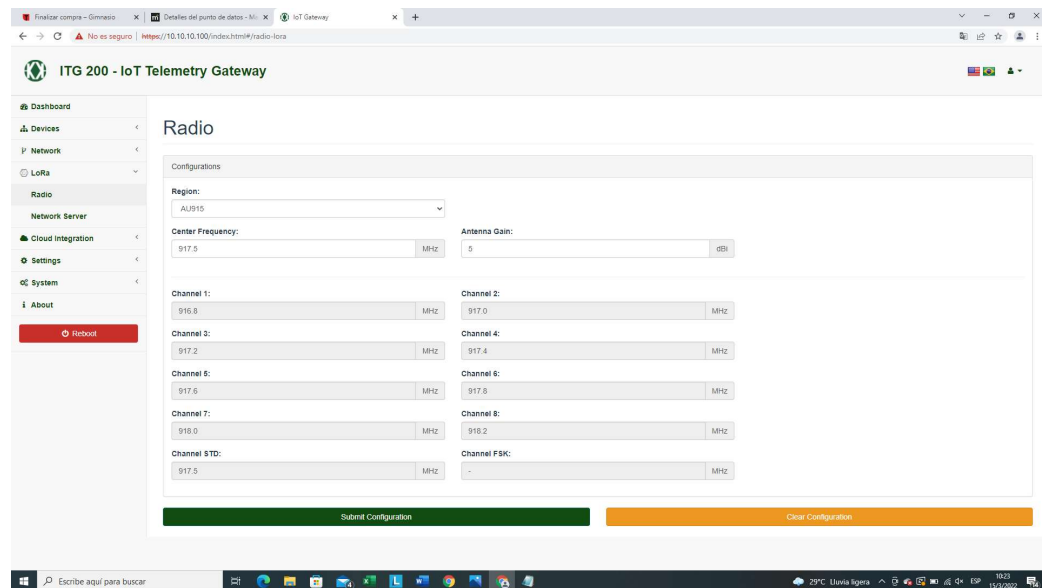 Finalizar compra – Gimnasio
Detalles del punto de datos - Mi
IoT Gateway
No es seguro | https://10.10.10.100/index.html#/radio-lora
ITG 200 - IoT Telemetry Gateway
Dashboard
Devices
Network
LoRa
Radio
Network Server
Cloud Integration
Settings
System
About
Reboot
Radio
Configurations
Region:
AU915
Center Frequency: Antenna Gain:
917.5 MHz 5 dBi
Channel 1: Channel 2:
916.8 MHz 917.0 MHz
Channel 3: Channel 4:
917.2 MHz 917.4 MHz
Channel 5: Channel 6:
917.6 MHz 917.8 MHz
Channel 7: Channel 8:
918.0 MHz 918.2 MHz
Channel STD: Channel FSK:
917.5 MHz - MHz
Submit Configuration Clear Configuration
Escribe aquí para buscar
29°C Lluvia ligera ESP 10:23
15/3/2022